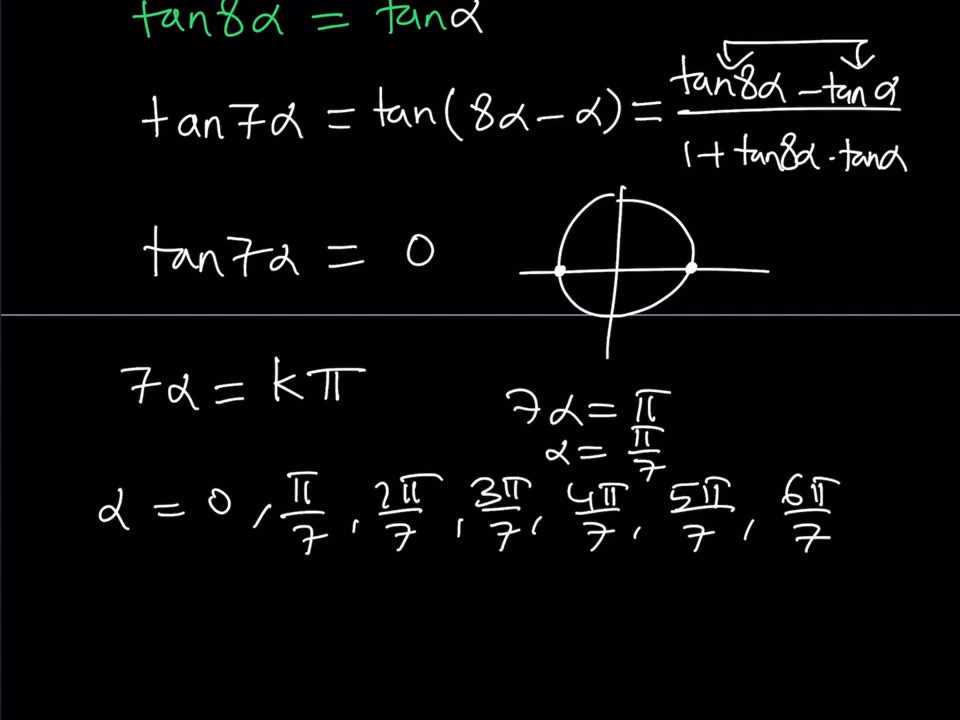 tan8α = tanα
tan7α = tan(8α-α) = (tan8α - tanα)/(1 + tan8α · tanα)
tan7α = 0
7α = kπ
7α = π
α = π/7
α = 0, π/7, 2π/7, 3π/7, 4π/7, 5π/7, 6π/7